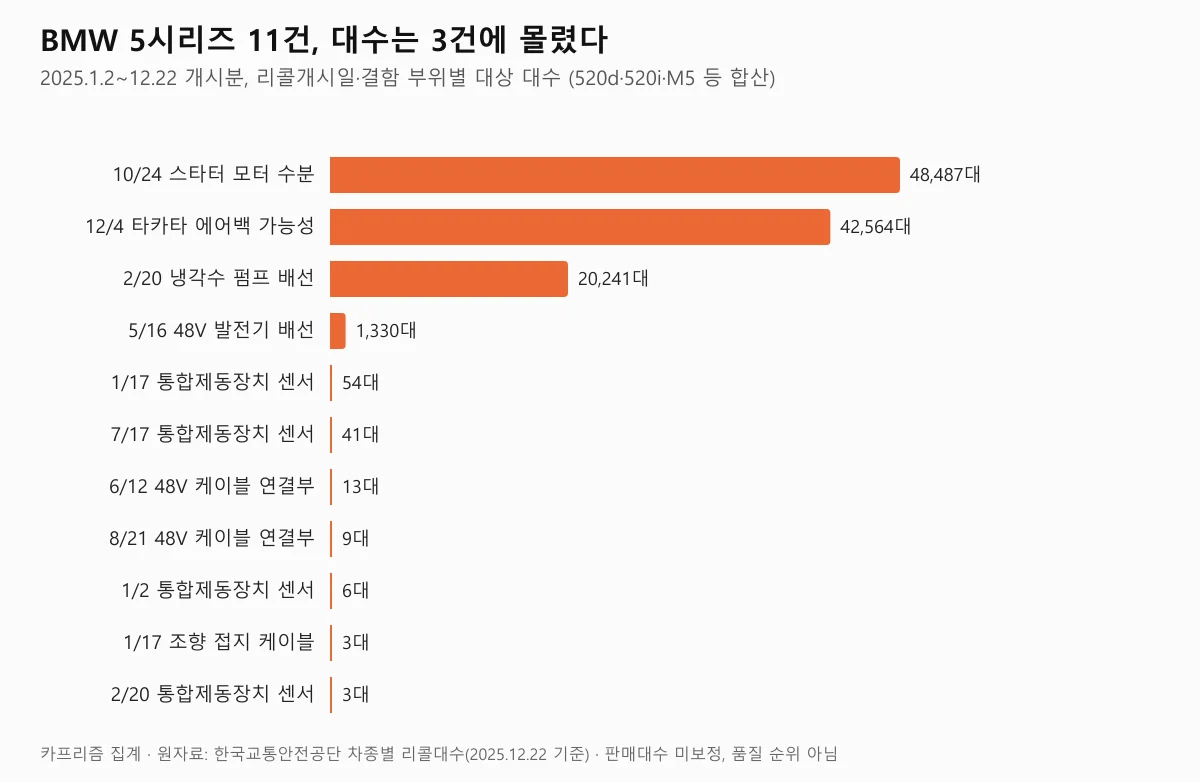 BMW 5시리즈 11건, 대수는 3건에 몰렸다
2025.1.2~12.22 개시분, 리콜개시일·결함 부위별 대상 대수 (520d·520i·M5 등 합산)
10/24 스타터 모터 수분 48,487대
12/4 타카타 에어백 가능성 42,564대
2/20 냉각수 펌프 배선 20,241대
5/16 48V 발전기 배선 1,330대
1/17 통합제동장치 센서 54대
7/17 통합제동장치 센서 41대
6/12 48V 케이블 연결부 13대
8/21 48V 케이블 연결부 9대
1/2 통합제동장치 센서 6대
1/17 조향 접지 케이블 3대
2/20 통합제동장치 센서 3대
카프리즘 집계 · 원자료: 한국교통안전공단 차종별 리콜대수(2025.12.22 기준) · 판매대수 미보정, 품질 순위 아님